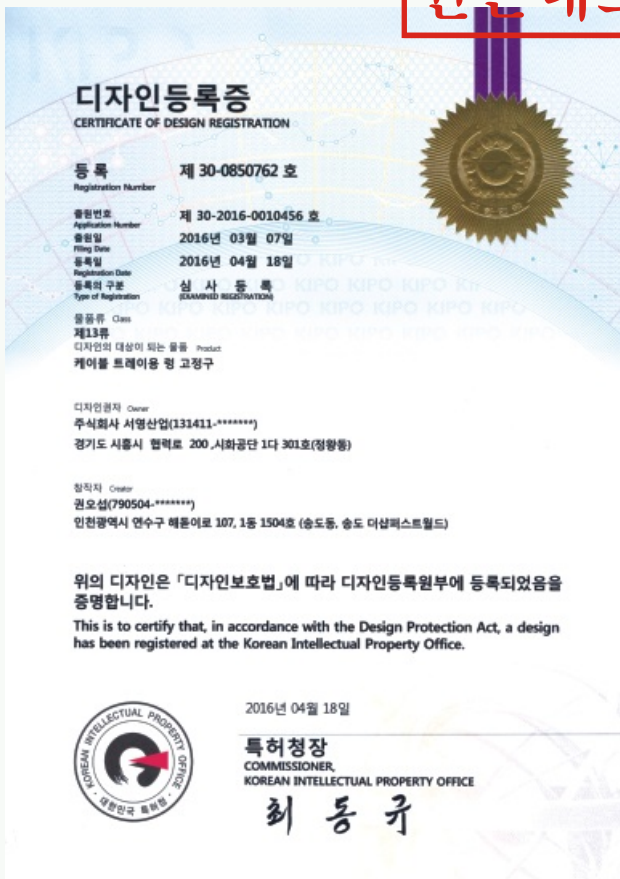 디자인등록증
CERTIFICATE OF DESIGN REGISTRATION
등록 제 30-0850762 호
Registration Number
출원번호 제 30-2016-0010456 호
Application Number
출원일 2016년 03월 07일
Filing Date
등록일 2016년 04월 18일
Registration Date
등록의 구분 심사등록
Type of Registration (EXAMINED REGISTRATION)
물품류 Class
제13류
디자인의 대상이 되는 물품 Product
케이블 트레이용 렁 고정구
디자인권자 Owner
주식회사 서영산업(131411-*******)
경기도 시흥시 협력로 200 ,시화공단 1다 301호(정왕동)
창작자 Creator
권오섭(790504-*******)
인천광역시 연수구 해돋이로 107, 1동 1504호 (송도동, 송도 더샵퍼스트월드)
위의 디자인은 「디자인보호법」에 따라 디자인등록원부에 등록되었음을
증명합니다.
This is to certify that, in accordance with the Design Protection Act, a design
has been registered at the Korean Intellectual Property Office.
2016년 04월 18일
특허청장
COMMISSIONER,
KOREAN INTELLECTUAL PROPERTY OFFICE
최동규
KOREAN INTELLECTUAL PROPERTY OFFICE
대한민국 특허청
KIPO KIPO KIPO KIPO